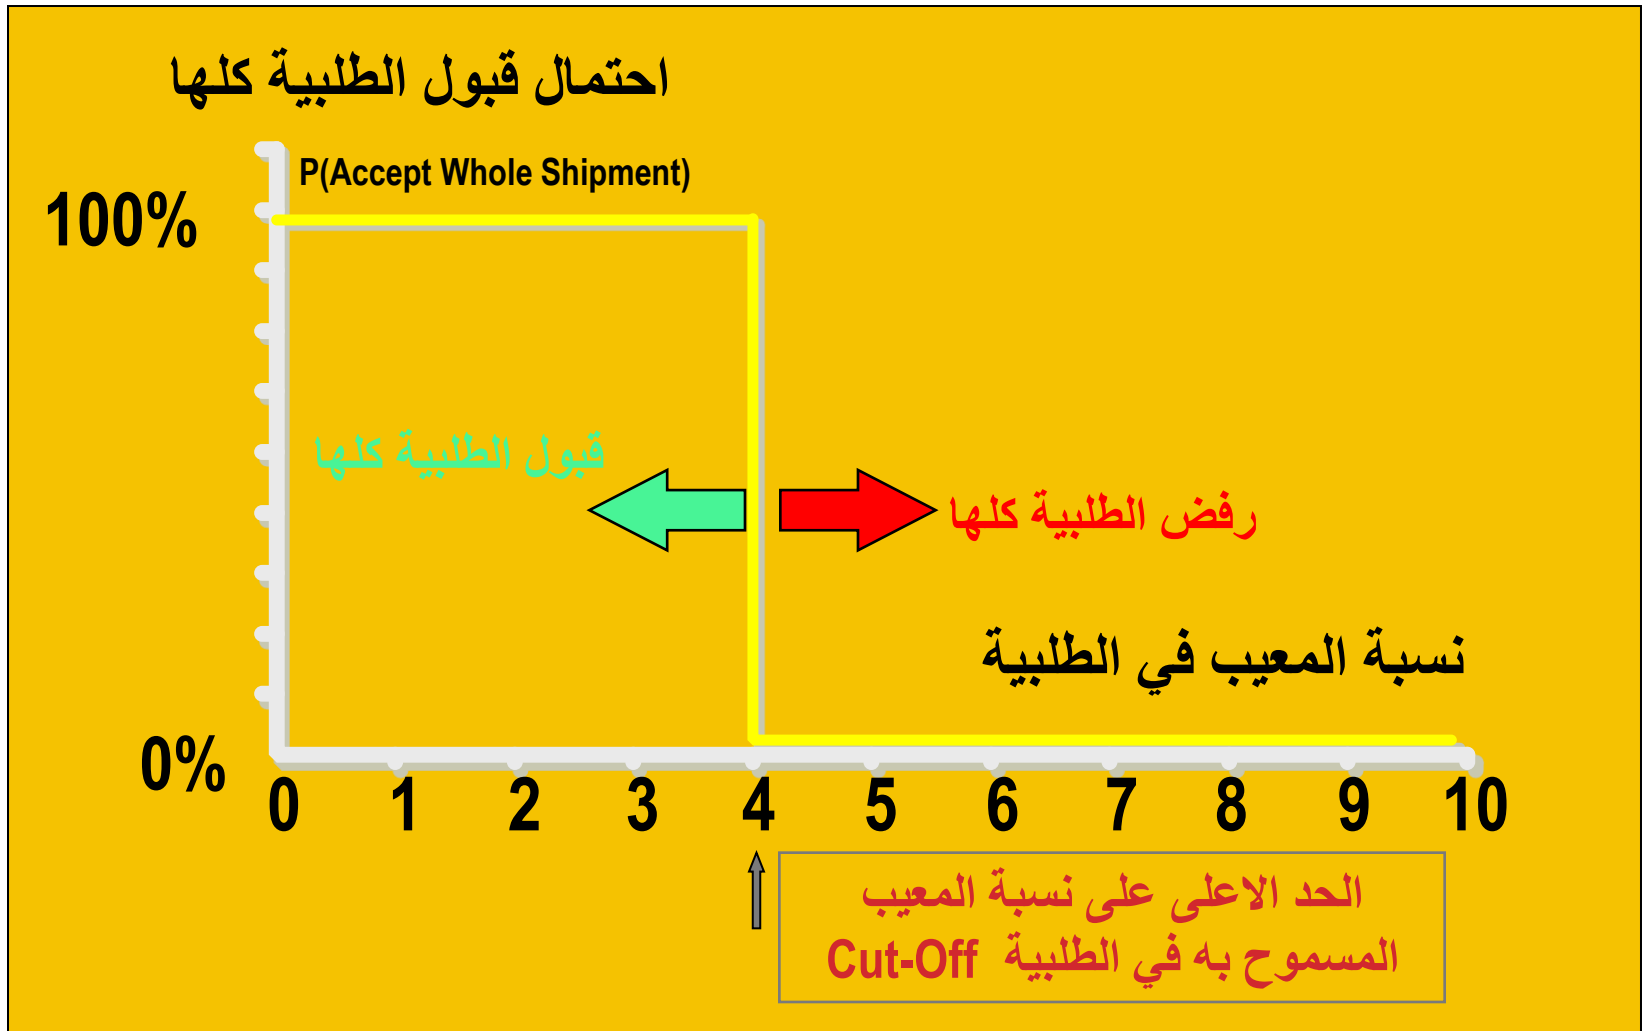 احتمال قبول الطلبية كلها
P(Accept Whole Shipment)
100%
قبول الطلبية كلها
رفض الطلبية كلها
نسبة المعيب في الطلبية
0%
0 1 2 3 4 5 6 7 8 9 10
الحد الاعلى على نسبة المعيب
المسموح به في الطلبية Cut-Off